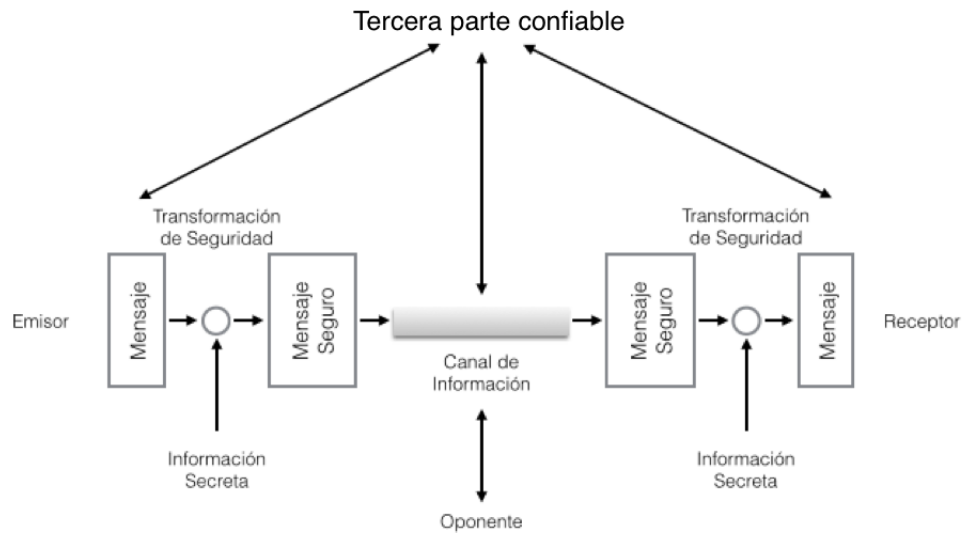 Tercera parte confiable
Transformación
de Seguridad
Transformación
de Seguridad
Emisor
Mensaje
Mensaje
Seguro
Canal de
Información
Mensaje
Seguro
Mensaje
Receptor
Información
Secreta
Información
Secreta
Oponente